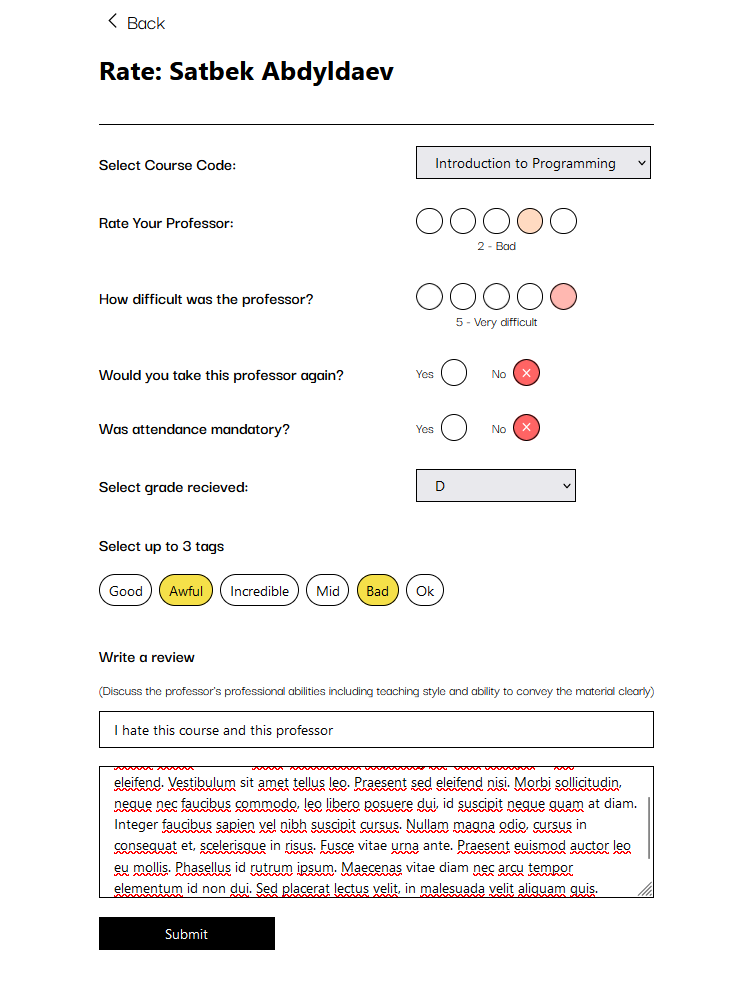 Back
Rate: Satbek Abdyldaev
Select Course Code:
Introduction to Programming
Rate Your Professor:
2 - Bad
How difficult was the professor?
5 - Very difficult
Would you take this professor again?
Yes
No
Was attendance mandatory?
Yes
No
Select grade recieved:
D
Select up to 3 tags
Good Awful Incredible Mid Bad Ok
Write a review
(Discuss the professor's professional abilities including teaching style and ability to convey the material clearly)
I hate this course and this professor
eleifend. Vestibulum sit amet tellus leo. Praesent sed eleifend nisi. Morbi sollicitudin,
neque nec faucibus commodo, leo libero posuere dui, id suscipit neque quam at diam.
Integer faucibus sapien vel nibh suscipit cursus. Nullam magna odio, cursus in
consequat et, scelerisque in risus. Fusce vitae urna ante. Praesent euismod auctor leo
eu mollis. Phasellus id rutrum ipsum. Maecenas vitae diam nec arcu tempor
elementum id non dui. Sed placerat lectus velit, in malesuada velit aliquam quis.
Submit